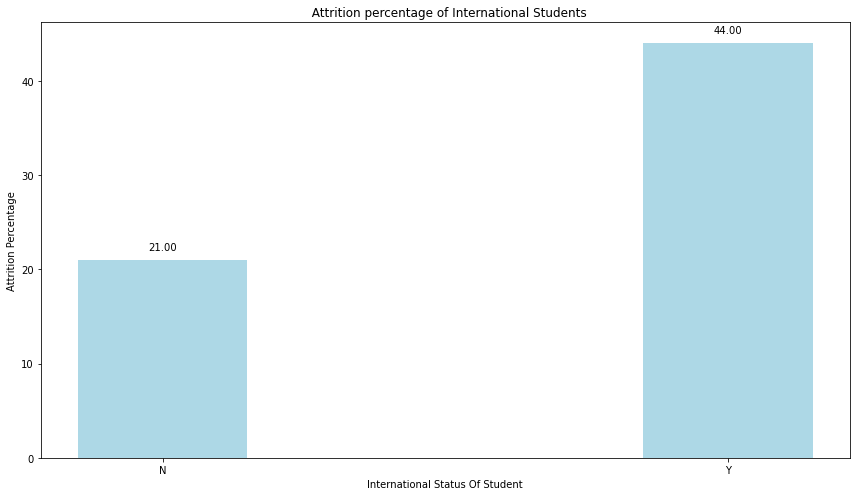 Attrition percentage of International Students
44.00
21.00
40
30
20
10
0
Attrition Percentage
N
Y
International Status Of Student